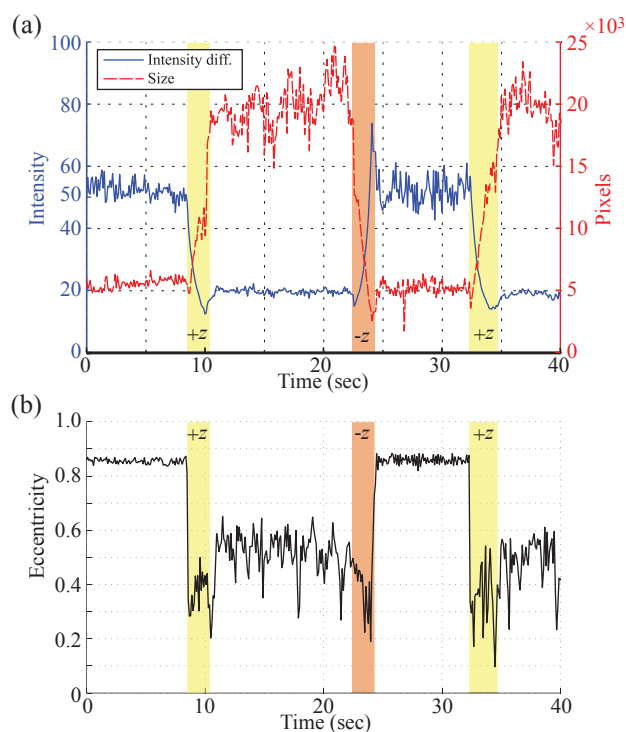 (a)
100
80
60
50
40
20
0
Intensity
Intensity diff.
Size
25 ×10³
20
15
10
5
0
Pixels
+z
-z
+z
0
10
20
30
40
Time (sec)
(b)
1.0
0.8
0.6
0.4
0.2
0
Eccentricity
+z
-z
+z
0
10
20
30
40
Time (sec)